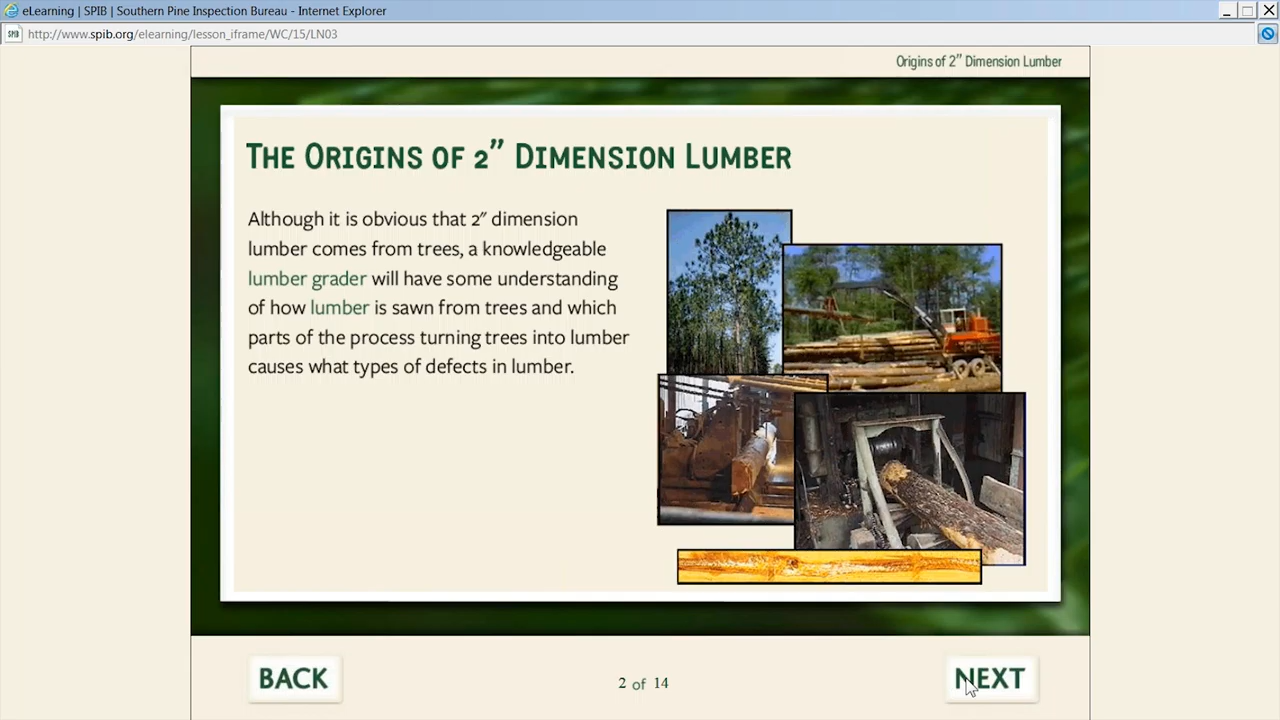 eLearning | SPIB | Southern Pine Inspection Bureau - Internet Explorer
SPIB http://www.spib.org/elearning/lesson_iframe/WC/15/LN03
Origins of 2″ Dimension Lumber
The Origins of 2″ Dimension Lumber
Although it is obvious that 2″ dimension
lumber comes from trees, a knowledgeable
lumber grader will have some understanding
of how lumber is sawn from trees and which
parts of the process turning trees into lumber
causes what types of defects in lumber.
BACK
2 of 14
NEXT